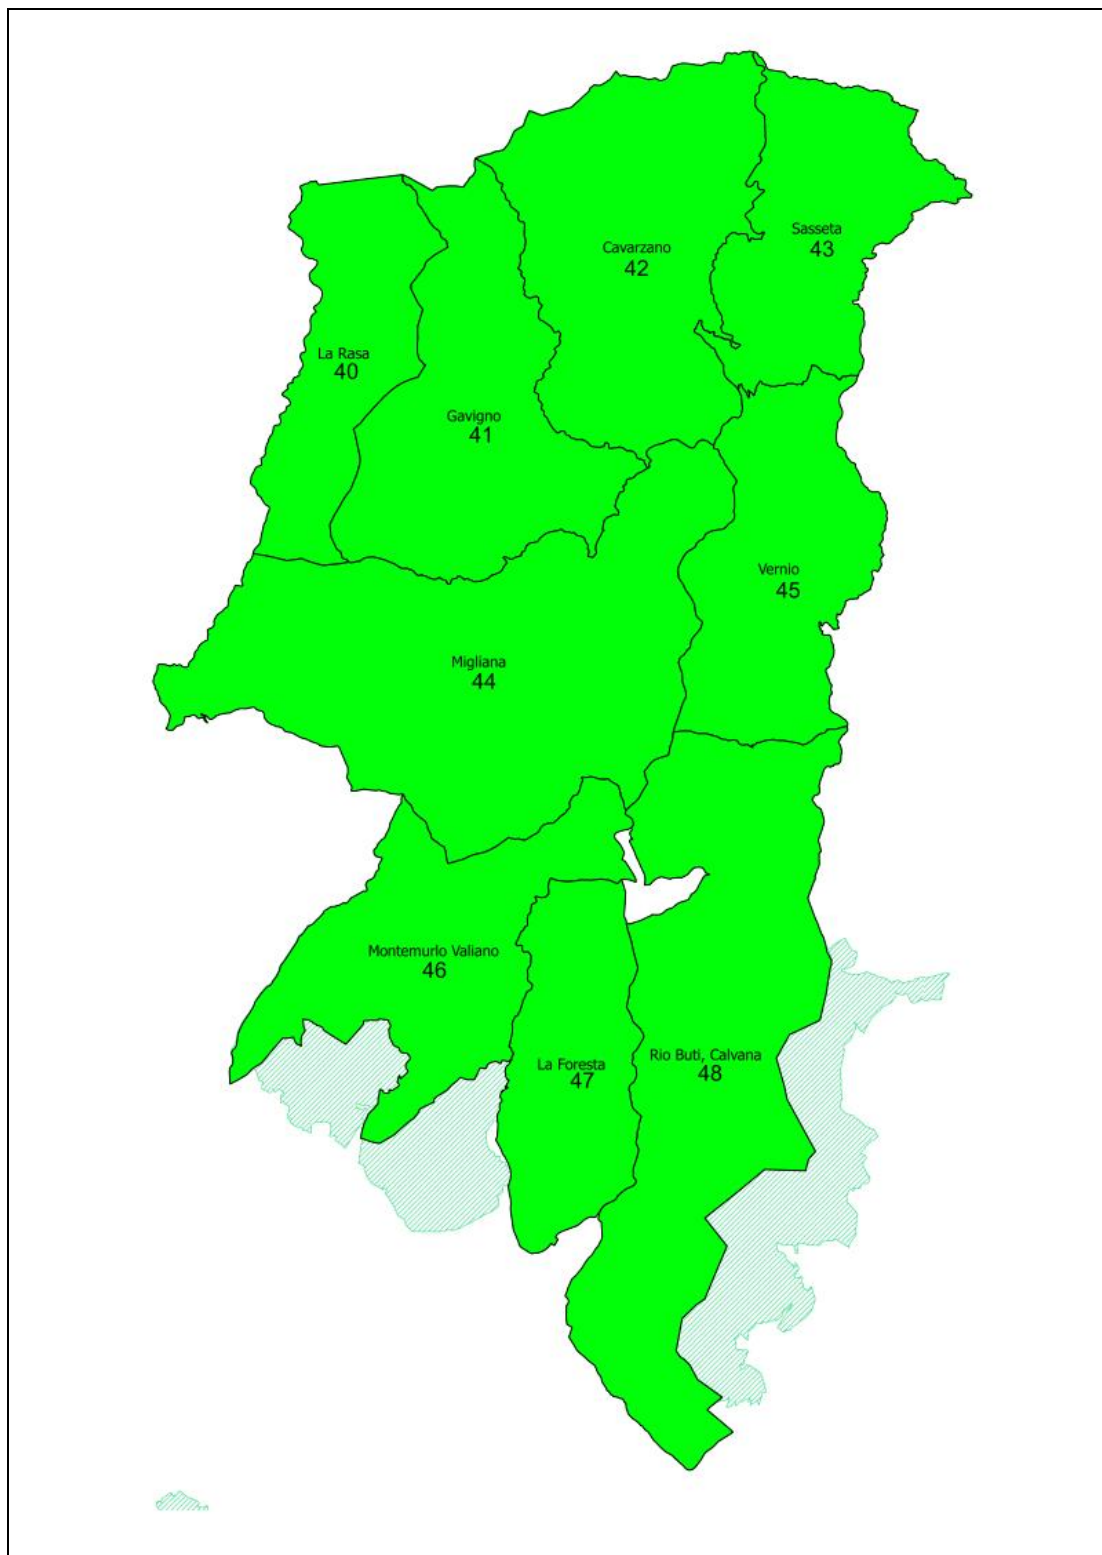 Sasseta
43
Cavarzano
42
La Rasa
40
Gavigno
41
Vernio
45
Migliana
44
Montemurlo Valiano
46
La Foresta
47
Rio Buti, Calvana
48